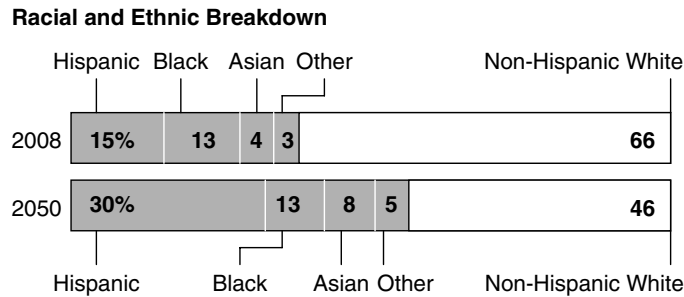 Racial and Ethnic Breakdown
Hispanic Black Asian Other Non-Hispanic White
2008 15% 13 4 3 66
2050 30% 13 8 5 46
Hispanic Black Asian Other Non-Hispanic White